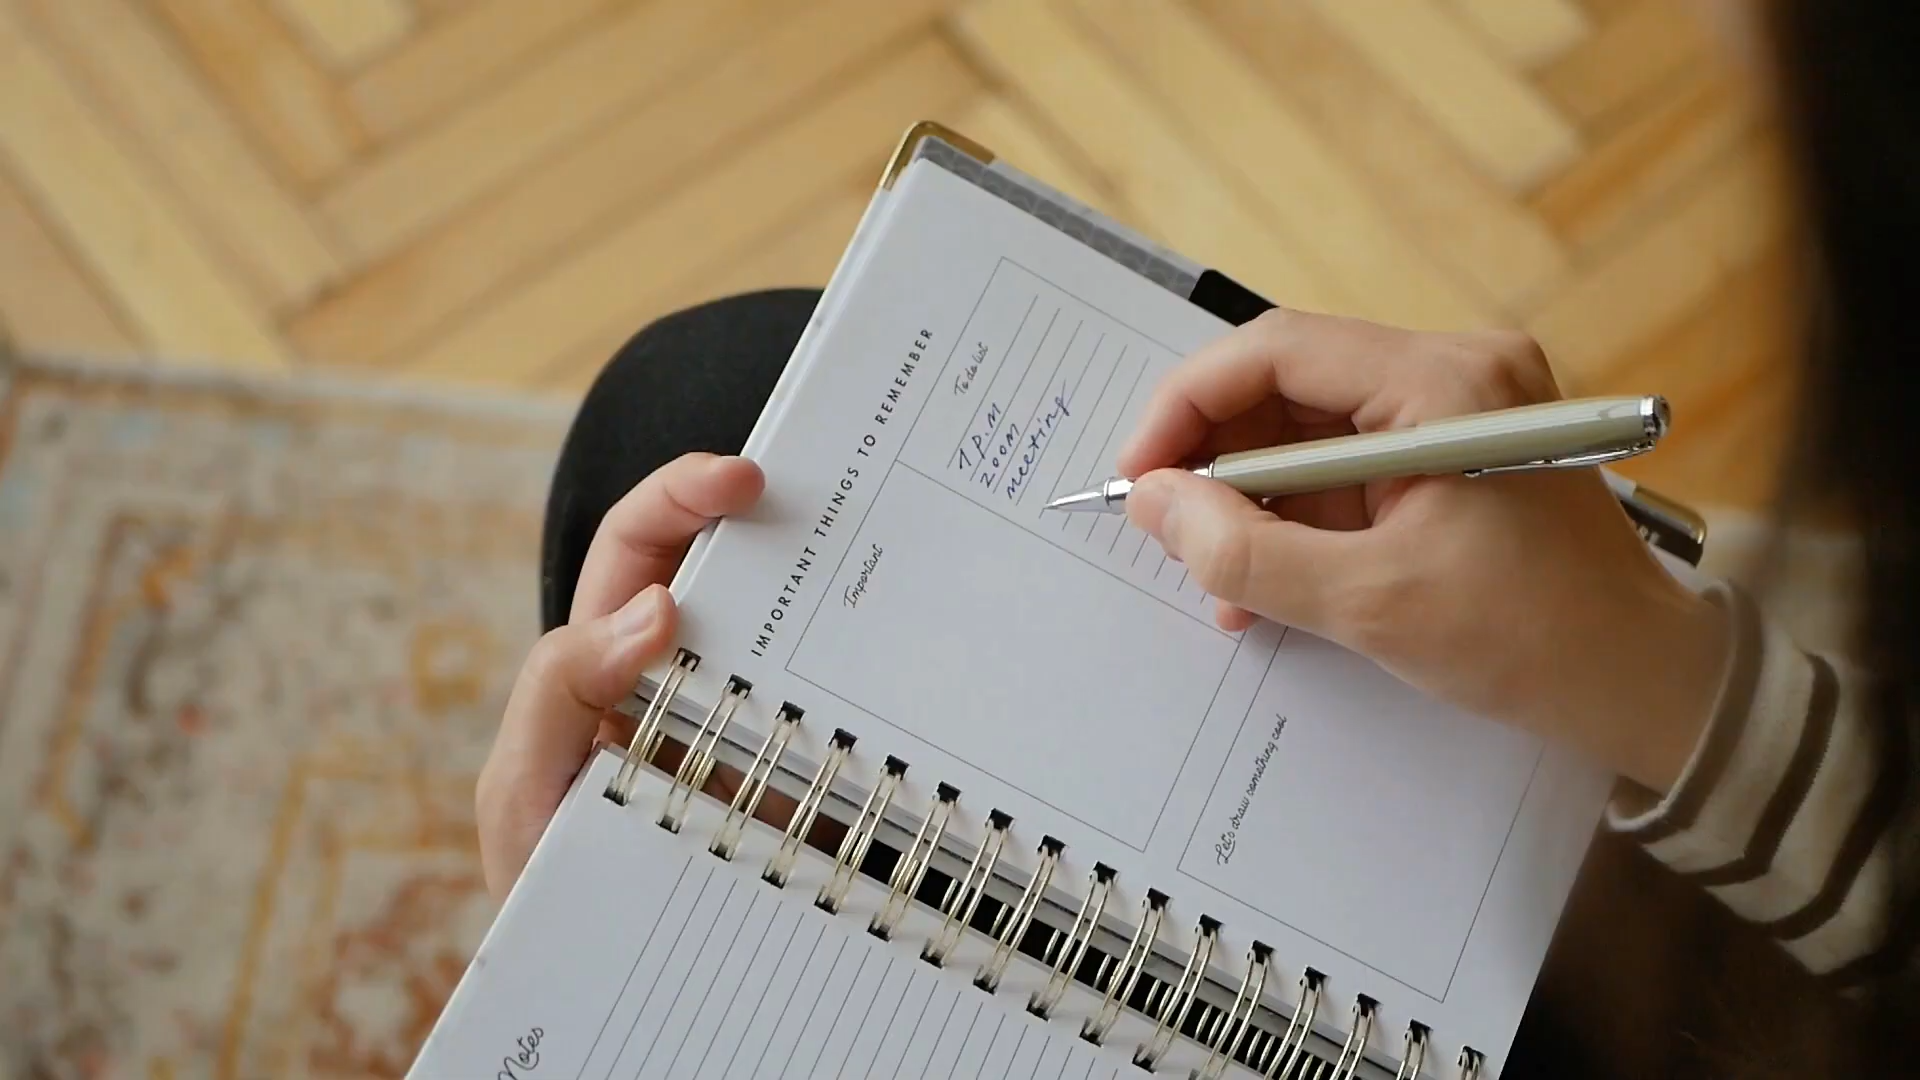 IMPORTANT THINGS TO REMEMBER
To do list
1 P.M
ZOOM
meeting
Important
Let's draw something cool
Notes